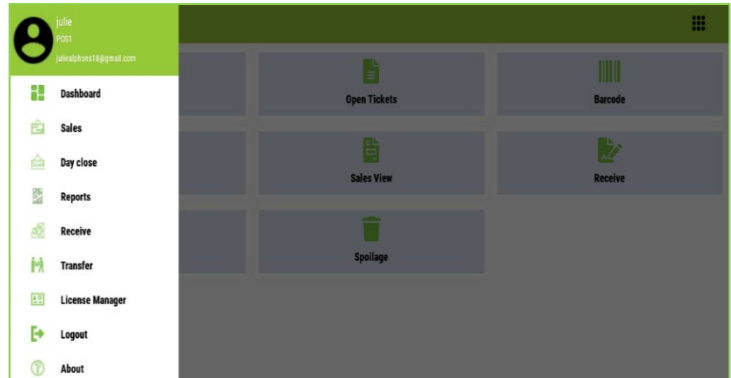 julie
POS1
juliealphons18@gmail.com
Dashboard
Sales
Day close
Reports
Receive
Transfer
License Manager
Logout
About
Open Tickets
Barcode
Sales View
Receive
Spoilage